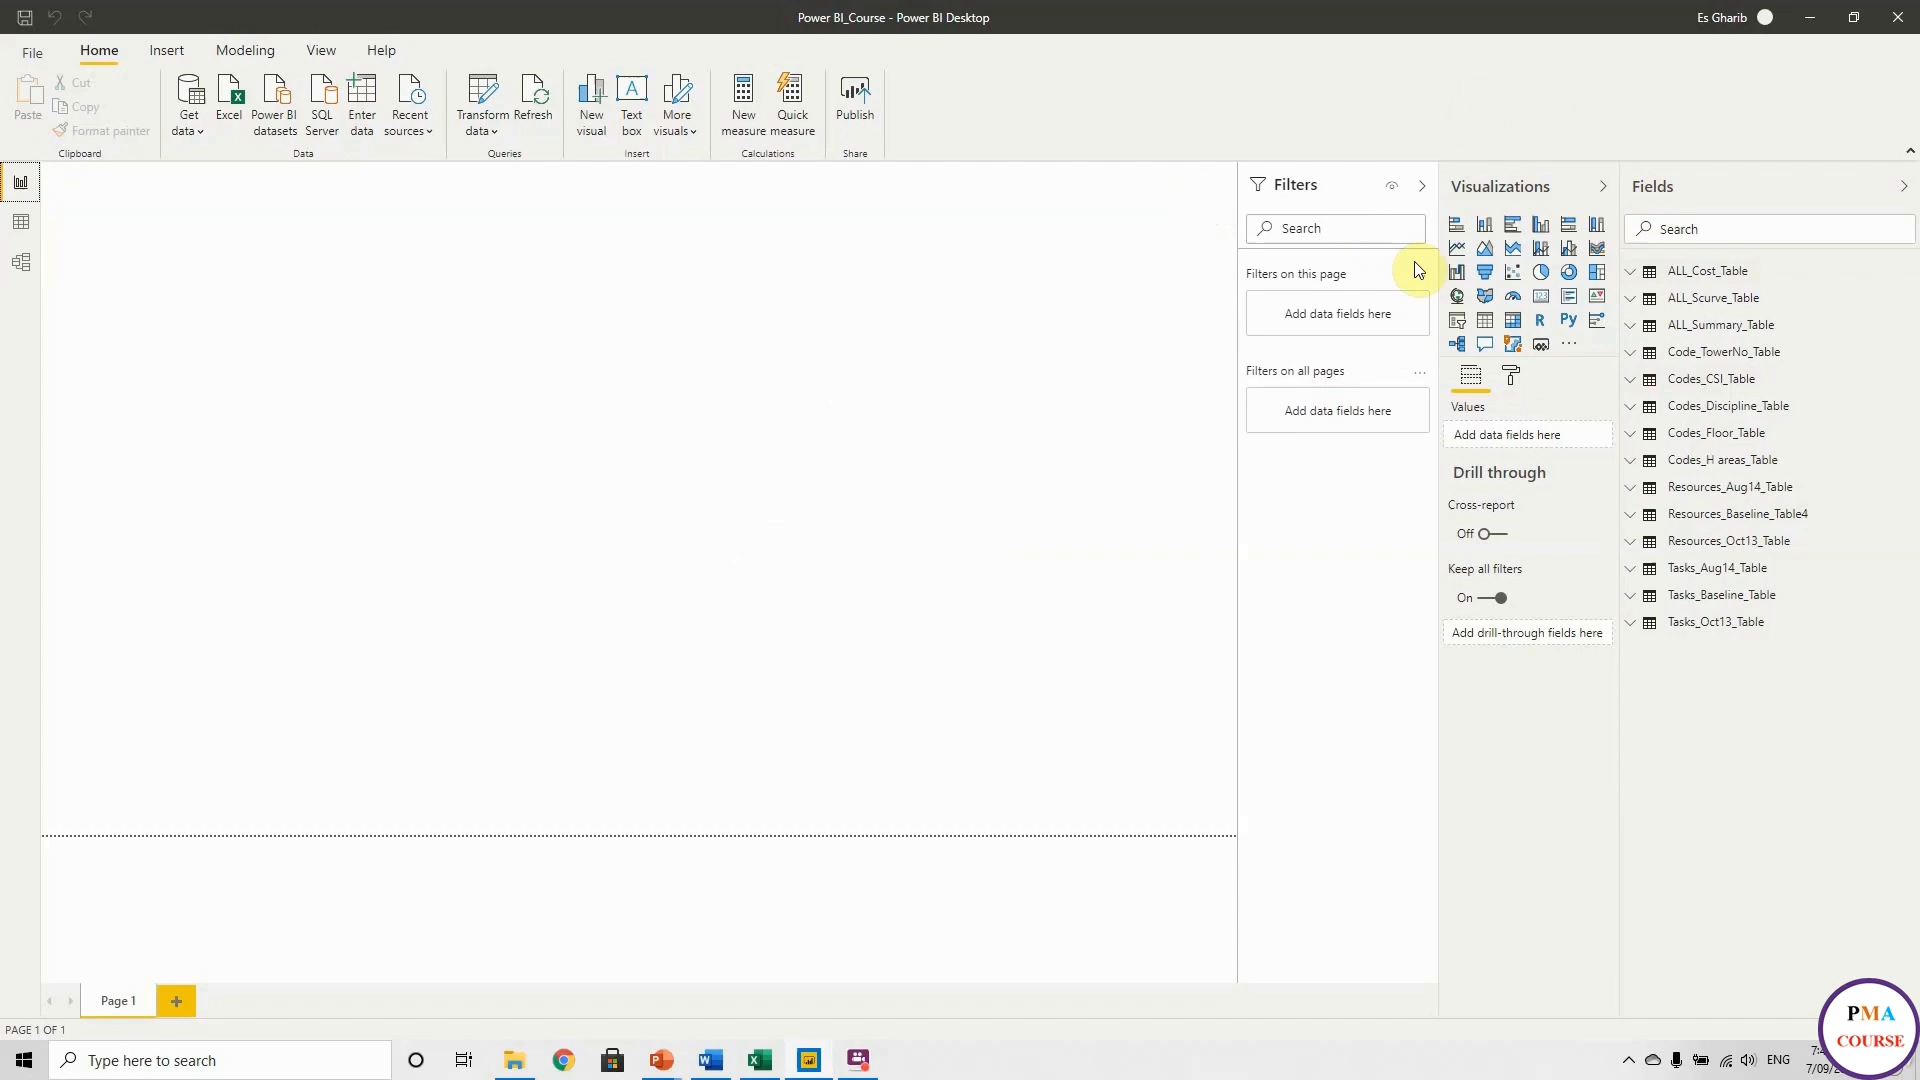 Power BI_Course - Power BI Desktop
Es Gharib
File
Home
Insert
Modeling
View
Help
Paste
Cut
Copy
Format painter
Clipboard
Get data
Excel
Power BI datasets
SQL Server
Enter data
Recent sources
Data
Transform data
Refresh
Queries
New visual
A
Text box
More visuals
Insert
New measure
Quick measure
Calculations
Publish
Share
Filters
Search
Filters on this page
Add data fields here
Filters on all pages
...
Add data fields here
Visualizations
123
R
Py
...
Values
Add data fields here
Drill through
Cross-report
Off
Keep all filters
On
Add drill-through fields here
Fields
Search
ALL_Cost_Table
ALL_Scurve_Table
ALL_Summary_Table
Code_TowerNo_Table
Codes_CSI_Table
Codes_Discipline_Table
Codes_Floor_Table
Codes_H areas_Table
Resources_Aug14_Table
Resources_Baseline_Table4
Resources_Oct13_Table
Tasks_Aug14_Table
Tasks_Baseline_Table
Tasks_Oct13_Table
Page 1
+
PAGE 1 OF 1
Type here to search
ENG
PMA
COURSE